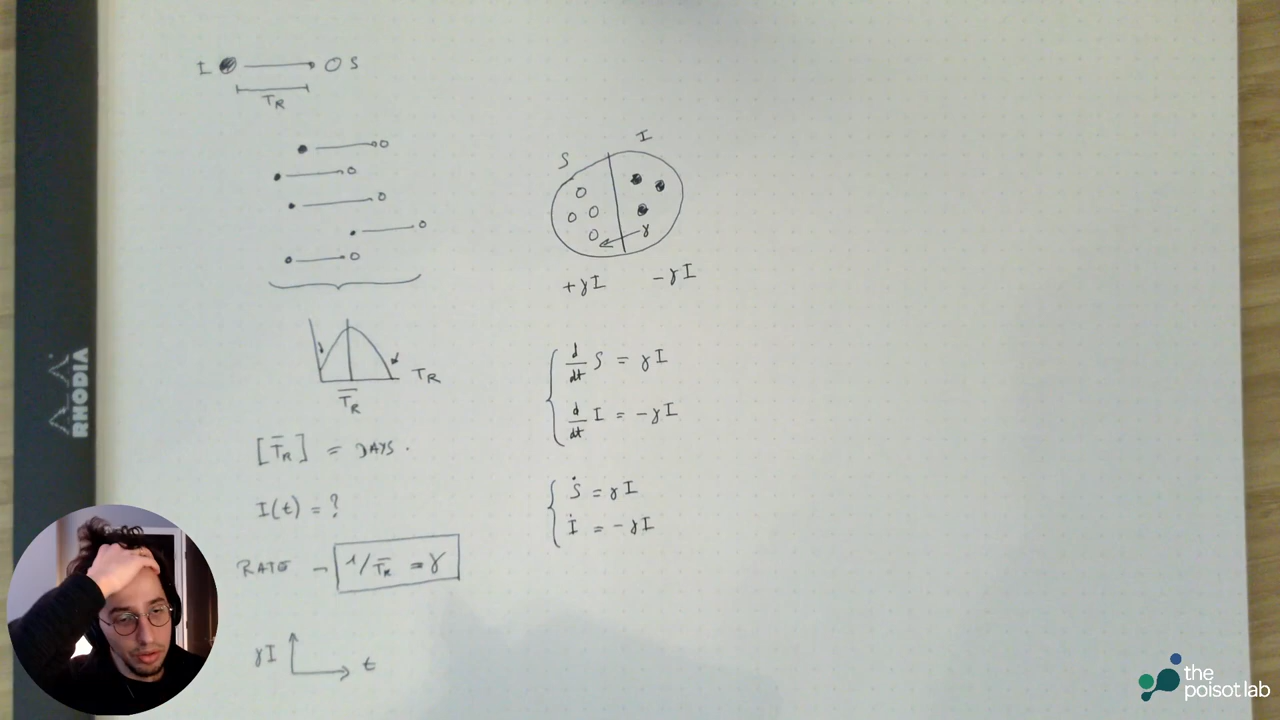 I S
T_R
T_R
T̄_R
[T̄_R] = DAYS.
I(t) = ?
RATE → 1/T̄_R = γ
γI t
S I
γ
+γI -γI
d/dt S = γI
d/dt I = -γI
Ṡ = γI
İ = -γI
RHODIA
the
poisot lab